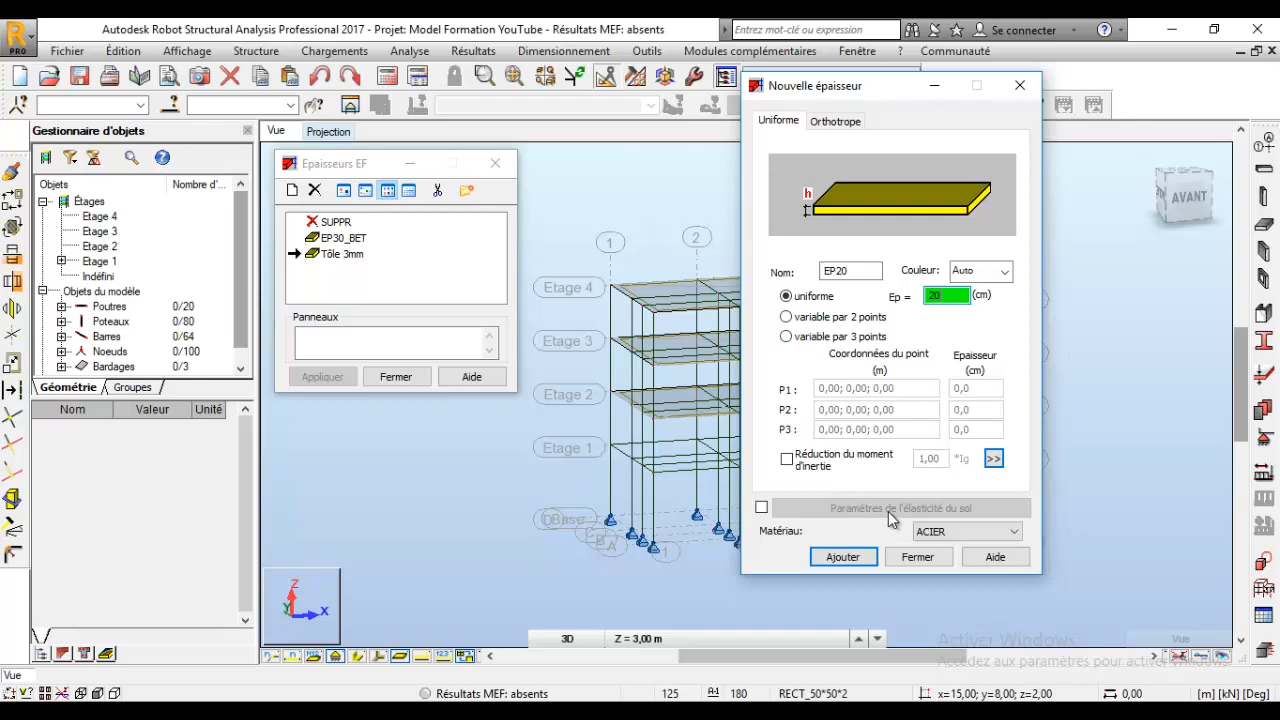 Autodesk Robot Structural Analysis Professional 2017 - Projet: Model Formation YouTube - Résultats MEF: absents
Entrez mot-clé ou expression
Se connecter
PRO
Fichier Édition Affichage Structure Chargements Analyse Résultats Dimensionnement Outils Modules complémentaires Fenêtre ? Communauté
Gestionnaire d'objets
Objets Nombre d'...
Étages
Etage 4
Etage 3
Etage 2
Etage 1
Indéfini
Objets du modèle
Poutres 0/20
Poteaux 0/80
Barres 0/64
Noeuds 0/100
Bardages 0/3
Géométrie Groupes
Nom Valeur Unité
Vue Projection
Epaisseurs EF
SUPPR
EP30_BET
Tôle 3mm
Panneaux
Appliquer Fermer Aide
1 2
Etage 4
Etage 3
Etage 2
Etage 1
Base
A
1
AVANT
Nouvelle épaisseur
Uniforme Orthotrope
h
Nom: EP20 Couleur: Auto
uniforme Ep = 20 (cm)
variable par 2 points
variable par 3 points
Coordonnées du point Epaisseur
(m) (cm)
P1: 0,00; 0,00; 0,00 0,0
P2: 0,00; 0,00; 0,00 0,0
P3: 0,00; 0,00; 0,00 0,0
Réduction du moment d'inertie 1,00 *Ig >>
Paramètres de l'élasticité du sol
Matériau: ACIER
Ajouter Fermer Aide
Z
Y
X
3D Z = 3,00 m
Vue
Activer Windows
Accédez aux paramètres pour activer Windows
Vue
Résultats MEF: absents 125 180 RECT_50*50*2 x=15,00; y=8,00; z=2,00 0,00 [m] [kN] [Deg]